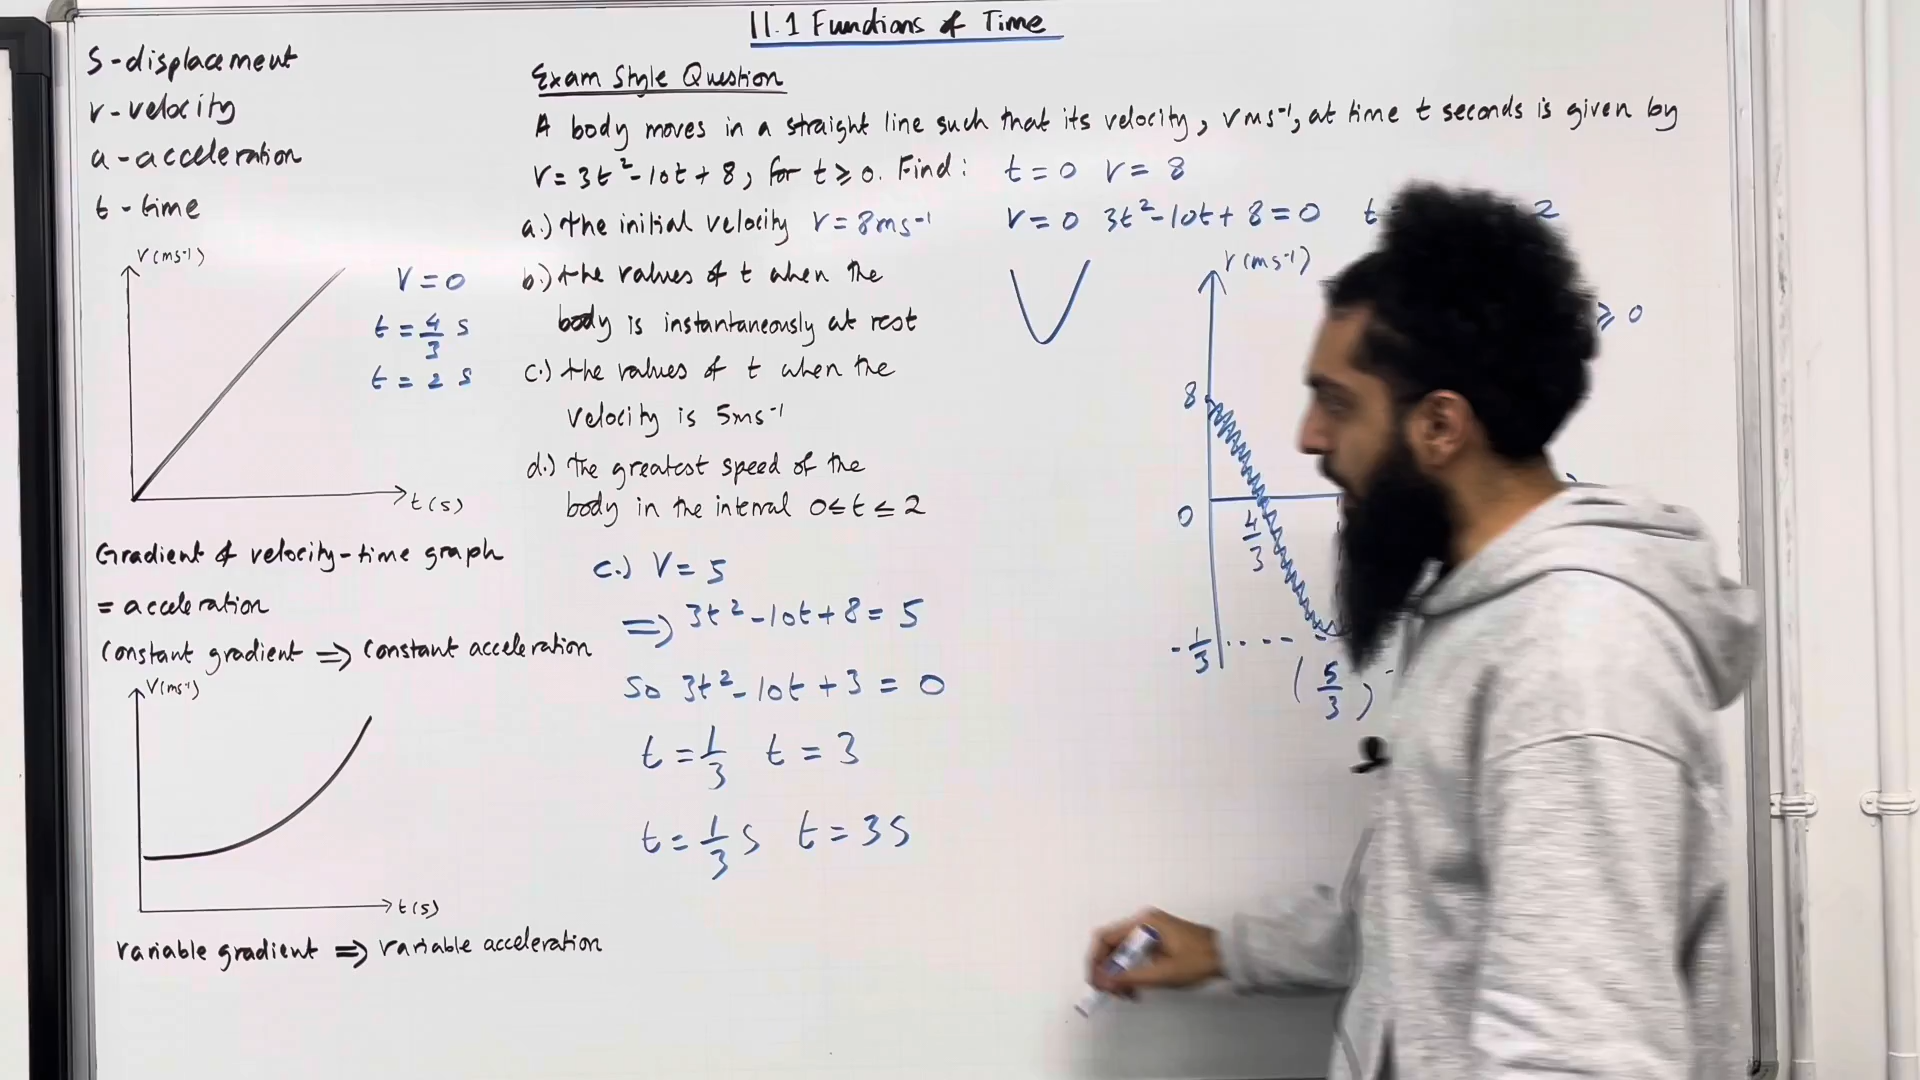 11.1 Functions of Time
S - displacement
v - velocity
a - acceleration
t - time
v (ms⁻¹)
t (s)
v = 0
t = 4/3 s
t = 2 s
Gradient of velocity-time graph
= acceleration
Constant gradient ⇒ constant acceleration
v (ms⁻¹)
t (s)
variable gradient ⇒ variable acceleration
Exam Style Question
A body moves in a straight line such that its velocity, v ms⁻¹, at time t seconds is given by
v = 3t² - 10t + 8, for t ≥ 0. Find:
a.) the initial velocity v = 8ms⁻¹
b.) the values of t when the
body is instantaneously at rest
c.) the values of t when the
velocity is 5ms⁻¹
d.) the greatest speed of the
body in the interval 0 ≤ t ≤ 2
c.) v = 5
⇒ 3t² - 10t + 8 = 5
So 3t² - 10t + 3 = 0
t = 1/3 t = 3
t = 1/3 s t = 3s
t = 0 v = 8
v = 0 3t² - 10t + 8 = 0 t 2
v (ms⁻¹)
≥ 0
8
0
4/3
-1/3
(5/3, -